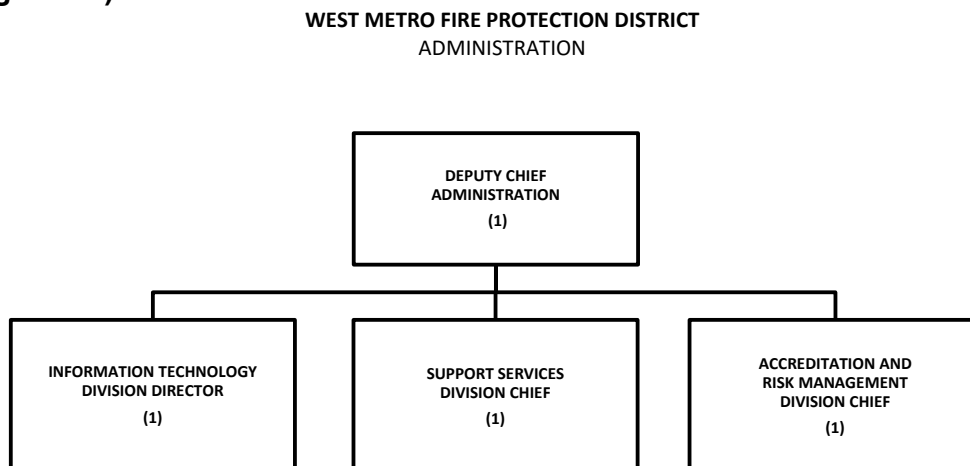 WEST METRO FIRE PROTECTION DISTRICT
ADMINISTRATION
DEPUTY CHIEF
ADMINISTRATION
(1)
INFORMATION TECHNOLOGY
DIVISION DIRECTOR
(1)
SUPPORT SERVICES
DIVISION CHIEF
(1)
ACCREDITATION AND
RISK MANAGEMENT
DIVISION CHIEF
(1)